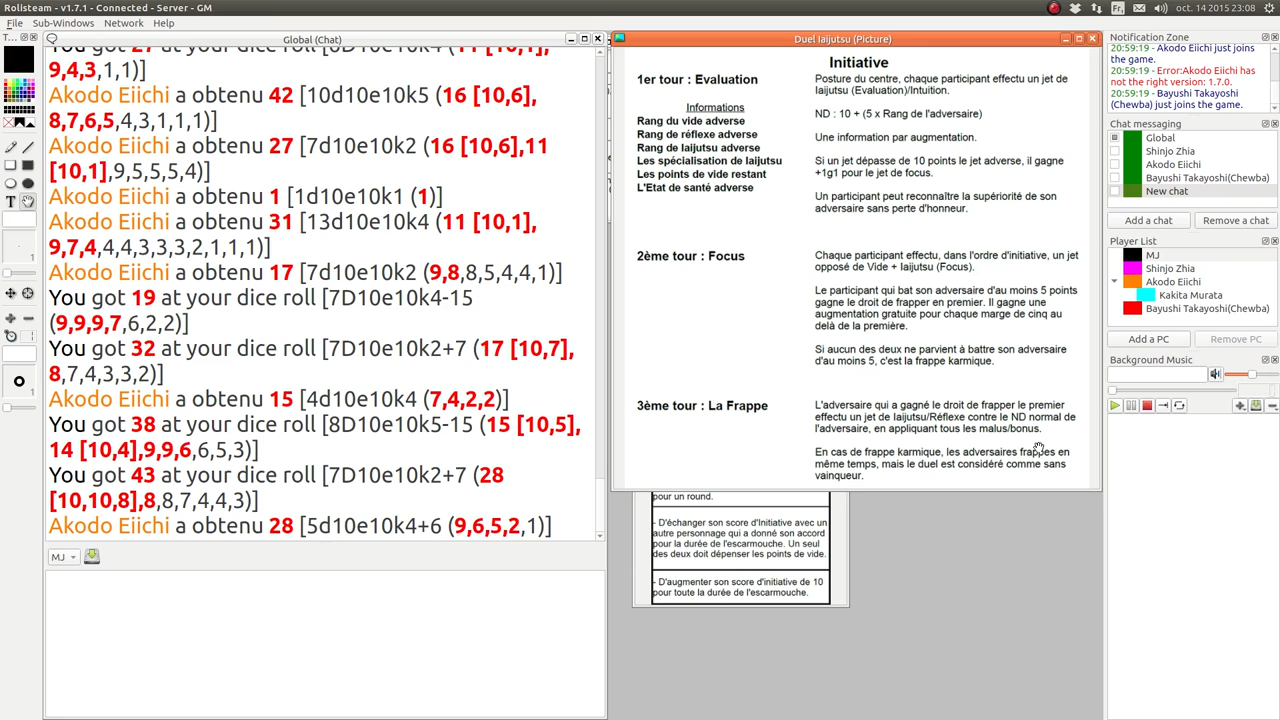 Rolisteam - v1.7.1 - Connected - Server - GM
Fr
oct. 14 2015 23:08
File Sub-Windows Network Help
T...
Global (Chat)
9,4,3,1,1)]
Akodo Eiichi a obtenu 42 [10d10e10k5 (16 [10,6],
8,7,6,5,4,3,1,1,1)]
Akodo Eiichi a obtenu 27 [7d10e10k2 (16 [10,6],11
[10,1],9,5,5,5,4)]
Akodo Eiichi a obtenu 1 [1d10e10k1 (1)]
Akodo Eiichi a obtenu 31 [13d10e10k4 (11 [10,1],
9,7,4,4,4,3,3,3,2,1,1,1)]
Akodo Eiichi a obtenu 17 [7d10e10k2 (9,8,8,5,4,4,1)]
You got 19 at your dice roll [7D10e10k4-15
(9,9,9,7,6,2,2)]
You got 32 at your dice roll [7D10e10k2+7 (17 [10,7],
8,7,4,3,3,2)]
Akodo Eiichi a obtenu 15 [4d10e10k4 (7,4,2,2)]
You got 38 at your dice roll [8D10e10k5-15 (15 [10,5],
14 [10,4],9,9,6,6,5,3)]
You got 43 at your dice roll [7D10e10k2+7 (28
[10,10,8],8,8,7,4,4,3)]
Akodo Eiichi a obtenu 28 [5d10e10k4+6 (9,6,5,2,1)]
MJ
T
1
1
Duel Iaijutsu (Picture)
Initiative
1er tour : Evaluation
Posture du centre, chaque participant effectu un jet de
Iaijutsu (Evaluation)/Intuition.
Informations
Rang du vide adverse
Rang de réflexe adverse
Rang de Iaijutsu adverse
Les spécialisation de Iaijutsu
Les points de vide restant
L'Etat de santé adverse
ND : 10 + (5 x Rang de l'adversaire)
Une information par augmentation.
Si un jet dépasse de 10 points le jet adverse, il gagne
+1g1 pour le jet de focus.
Un participant peut reconnaître la supériorité de son
adversaire sans perte d'honneur.
2ème tour : Focus
Chaque participant effectu, dans l'ordre d'initiative, un jet
opposé de Vide + Iaijutsu (Focus).
Le participant qui bat son adversaire d'au moins 5 points
gagne le droit de frapper en premier. Il gagne une
augmentation gratuite pour chaque marge de cinq au
delà de la première.
Si aucun des deux ne parvient à battre son adversaire
d'au moins 5, c'est la frappe karmique.
3ème tour : La Frappe
L'adversaire qui a gagné le droit de frapper le premier
effectu un jet de Iaijutsu/Réflexe contre le ND normal de
l'adversaire, en appliquant tous les malus/bonus.
En cas de frappe karmique, les adversaires frappes en
même temps, mais le duel est considéré comme sans
vainqueur.
pour un round.
- D'échanger son score d'Initiative avec un
autre personnage qui a donné son accord
pour la durée de l'escarmouche. Un seul
des deux doit dépenser les points de vide.
- D'augmenter son score d'initiative de 10
pour toute la durée de l'escarmouche.
Notification Zone
20:59:19 - Akodo Eiichi just joins
the game.
20:59:19 - Error:Akodo Eiichi has
not the right version: 1.7.0.
20:59:19 - Bayushi Takayoshi
(Chewba) just joins the game.
Chat messaging
Global
Shinjo Zhia
Akodo Eiichi
Bayushi Takayoshi(Chewba)
New chat
Add a chat Remove a chat
Player List
MJ
Shinjo Zhia
Akodo Eiichi
Kakita Murata
Bayushi Takayoshi(Chewba)
Add a PC Remove PC
Background Music